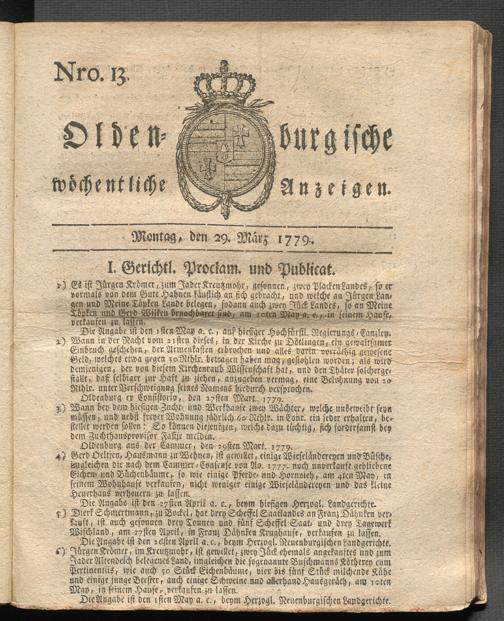 Nro. 13.
Olden- burgische
wöchentliche Anzeigen.
Montag, den 29. März 1779.
I. Gerichtl. Proclam. und Publicat.
1) Es ist Jürgen Krömer, zum Jader Kreuzmohr, gesonnen, zwey Placken Landes, so er
vormals von dem Gute Hahnen käuflich an sich gebracht, und welche an Jürgen Lan-
gen und Meine Töpken Lande belegen, sodann auch zwey Jück Landes, so an Meine
Töpken und Gerd Wilken benachbaret sind, am 10ten May a. c., in seinem Hause,
verkaufen zu lassen.
Die Angabe ist den 1sten May a. c., auf hiesiger Hochfürstl. Regierungs-Canzley.
2) Wann in der Nacht vom 21sten dieses, in der Kirche zu Dötlingen, ein gewaltsamer
Einbruch geschehen, der Armenkasten erbrochen und alles darin vorräthig gewesene
Geld, welches etwa gegen 30 Rthlr. betragen haben mag, gestohlen worden: als wird
demjenigen, der von diesem Kirchenraub Wissenschaft hat, und den Thäter solcherge-
stalt, daß selbiger zur Haft zu ziehen, anzugeben vermag, eine Belohnung von 20
Rthlr. unter Verschweigung seines Namens hiedurch versprochen.
Oldenburg ex Consistorio, den 27sten Mart. 1779.
3) Wann bey dem hiesigen Zucht- und Werkhause zwey Wächter, welche unbeweibt seyn
müssen, und nebst freyer Wohnung jährlich 60 Rthlr. in Cour. ein jeder erhalten, be-
stellet werden sollen: So können diejenigen, welche dazu tüchtig, sich fordersamst bey
dem Zuchthausprovisor Fasije melden.
Oldenburg aus der Cammer, den 29sten Mart. 1779.
4) Gerd Oeltjen, Hausmann zu Wehnen, ist gewillet, einige Wieseländereyen und Büsche,
imgleichen die nach dem Cammer-Consense von Ao. 1777. noch unverkaufte gebliebene
Eichen- und Büchenbäume, so wie einige Pferde- und Hornvieh, am 4ten May, in
seinem Wohnhause verkaufen, nicht weniger einige Wieseländereyen und das kleine
Heuerhaus verheuern zu lassen.
Die Angabe ist den 27sten April a. c., beym hiesigen Herzogl. Landgerichte.
5) Dierk Schmertmann, zu Bockel, hat drey Scheffel Saatlandes an Franz Dähnken ver-
kauft, ist auch gesonnen drey Tonnen und fünf Scheffel Saat- und drey Tagewerk
Wischland, am 27sten April, in Franz Dähnken Krughause, verkaufen zu lassen.
Die Angabe ist den 26sten April a. c., beym Herzogl. Neuenburgischen Landgerichte.
6) Jürgen Krömer, im Kreuzmohr, ist gewillet, zwey Jück ehemals angekauftes und zum
Jader Altendeich belegenes Land, imgleichen die sogenannte Buschmanns Kötherey cum
Pertinentiis, wie auch 50 Stück Eichenbäume, vier bis fünf Stück milchende Kühe
und einige junge Beester, auch einige Schweine und allerhand Hausgeräth, am 10ten
May, in seinem Hause, verkaufen zu lassen.
Die Angabe ist den 1sten May a. c., beym Herzogl. Neuenburgischen Landgerichte.